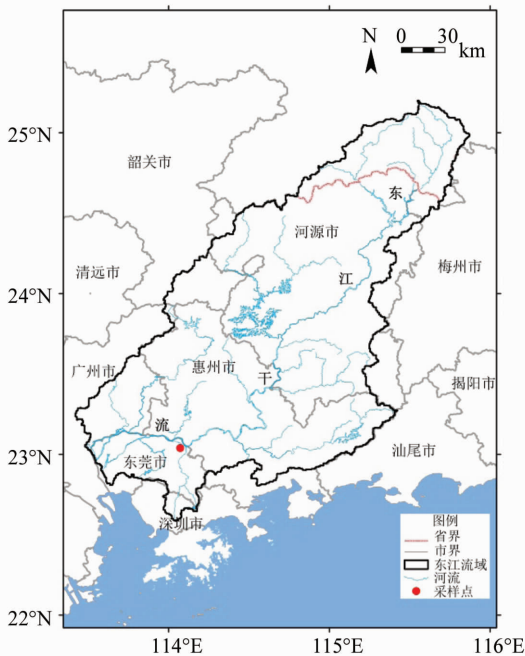 N
0 30
km
25°N
韶关市
东
河源市
梅州市
清远市
江
24°N
广州市
惠州市
干
揭阳市
流
23°N
东莞市
汕尾市
深圳市
图例
省界
市界
东江流域
河流
采样点
22°N
114°E
115°E
116°E